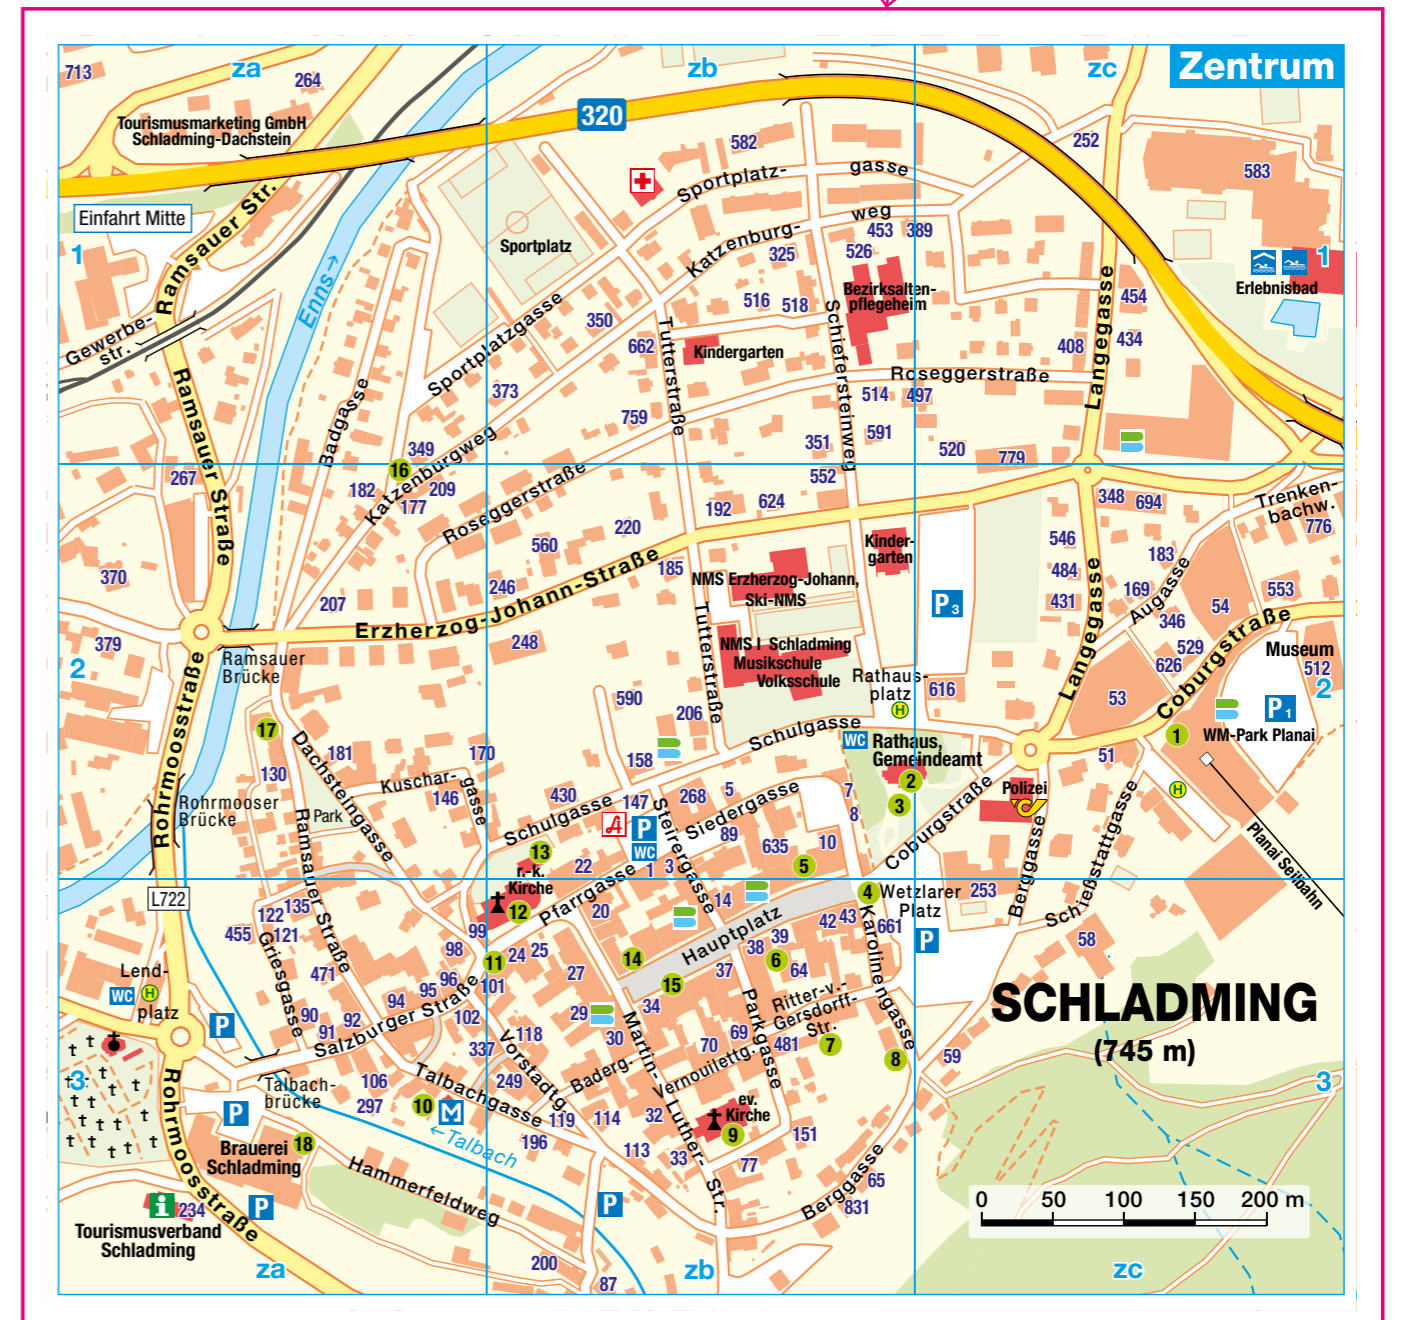 Zentrum
za
zb
zc
713
264
Tourismusmarketing GmbH
Schladming-Dachstein
320
582
252
583
Sportplatz-
gasse
Einfahrt Mitte
Ramsauer Str.
Sportplatz
Katzenburg-
weg
453
389
325
526
1
1
Enns→
Bezirksalten-
pflegeheim
Erlebnisbad
516
518
454
350
Gewerbe-
str.
Sportplatzgasse
Tutterstraße
Schiefersteinweg
Langegasse
662
Kindergarten
408
434
Roseggerstraße
Ramsauer Straße
Badgasse
373
514
497
759
349
351
591
520
779
16
Katzenburgweg
267
182
209
177
552
Roseggerstraße
192
624
348
694
Trenken-
bachw.
776
220
560
Kinder-
garten
546
183
370
246
185
NMS Erzherzog-Johann,
Ski-NMS
484
169
553
207
P3
431
54
Augasse
346
Erzherzog-Johann-Straße
379
248
Tutterstraße
NMS I Schladming
Musikschule
Volksschule
529
626
Coburgstraße
Museum
512
2
2
Ramsauer
Brücke
Rathaus-
platz
616
Langegasse
53
590
206
H
P1
WM-Park Planai
1
17
Schulgasse
WC
Rathaus,
Gemeindeamt
Rohrmoosstraße
Dachsteingasse
181
170
158
51
130
Kuschar-
gasse
146
430
147
268
5
7
2
Polizei
H
Rohrmooser
Brücke
Park
Schulgasse
P
WC
Steirergasse
Siedergasse
8
3
Coburgstraße
89
10
635
Ramsauer Straße
13
22
1
3
5
Berggasse
Schießstattgasse
Planai Seilbahn
r.-k.
Kirche
L722
12
Pfarrgasse
20
14
4
Wetzlarer
Platz
253
122
135
121
455
99
Hauptplatz
42
43
661
P
39
38
58
98
24
25
11
14
6
Karolinengasse
Griesgasse
471
96
95
101
27
37
64
Lend-
platz
WC
H
15
94
Salzburger Straße
102
29
34
Ritter-v.-
Gersdorff-
Str.
SCHLADMING
(745 m)
90
91
92
P
337
Vorstadtg.
118
30
Martin-
Luther-
Str.
70
69
481
Parkgasse
7
8
59
3
3
Talbach-
brücke
106
297
Talbachgasse
249
Baderg.
Vernouilettg.
P
10
M
119
114
32
ev.
Kirche
9
←Talbach
196
113
33
151
77
Brauerei
Schladming
18
Rohrmoosstraße
Hammerfeldweg
Berggasse
65
831
0
50
100
150
200 m
i
234
P
P
Tourismusverband
Schladming
200
87
za
zb
zc